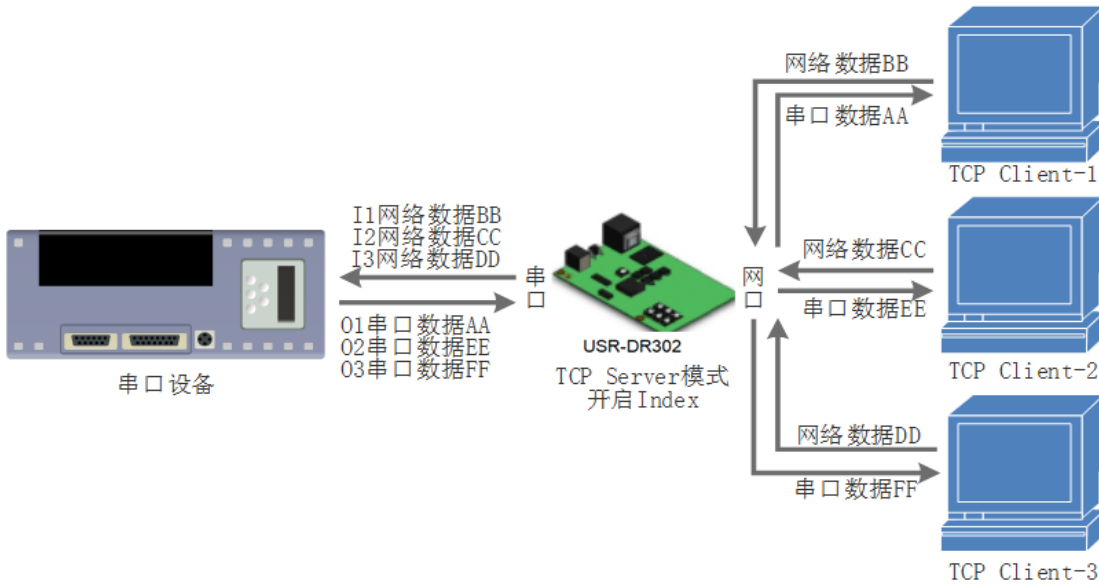 网络数据BB
串口数据AA
TCP Client-1
I1网络数据BB
I2网络数据CC
I3网络数据DD
串口
网口
网络数据CC
串口数据EE
O1串口数据AA
O2串口数据EE
O3串口数据FF
USR-DR302
TCP Server模式
开启Index
串口设备
TCP Client-2
网络数据DD
串口数据FF
TCP Client-3